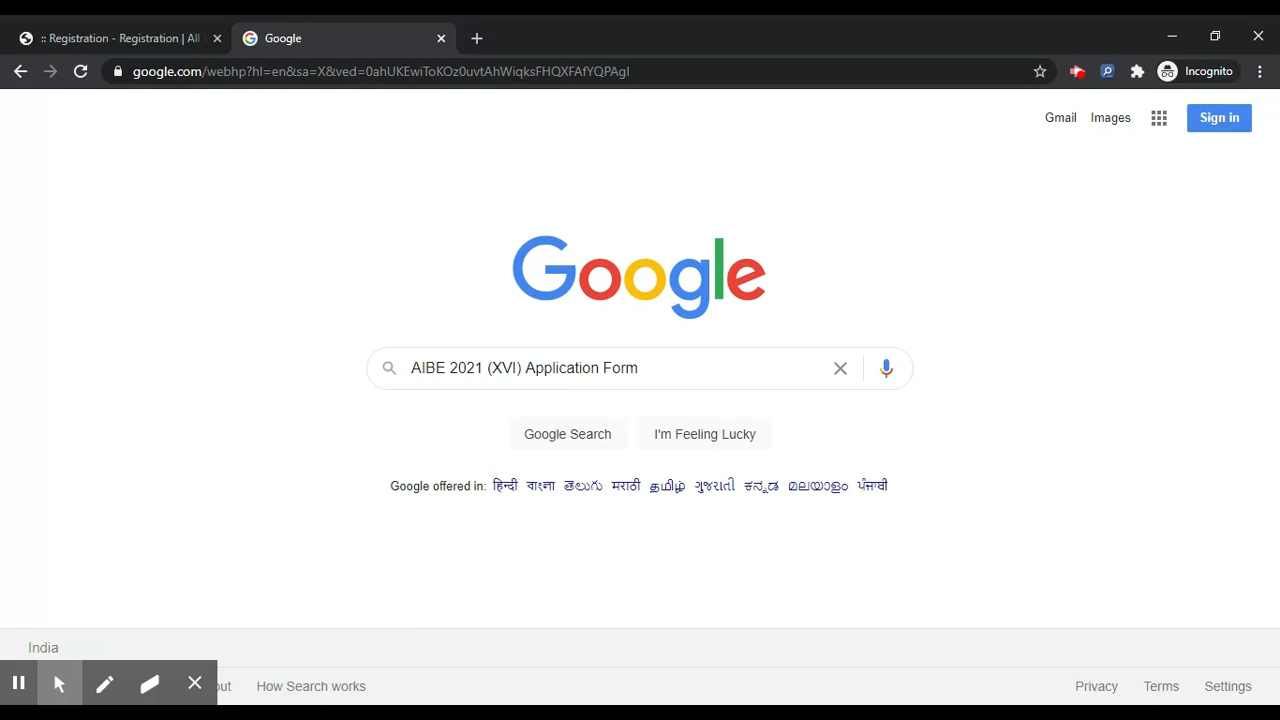 :: Registration - Registration | All
Google
google.com/webhp?hl=en&sa=X&ved=0ahUKEwiToKOz0uvtAhWiqksFHQXFAfYQPAgI
Incognito
Gmail Images Sign in
Google
AIBE 2021 (XVI) Application Form
Google Search I'm Feeling Lucky
Google offered in: हिन्दी বাংলা తెలుగు मराठी தமிழ் ગુજરાતી ಕನ್ನಡ മലയാളം ਪੰਜਾਬੀ
India
out How Search works Privacy Terms Settings